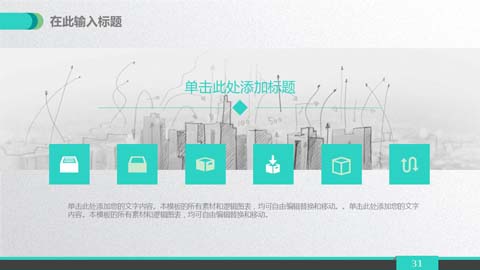 在此输入标题
单击此处添加标题
单击此处添加您的文字内容。本模板的所有素材和逻辑图表，均可自由编辑替换和移动。。单击此处添加您的文字
内容。本模板的所有素材和逻辑图表，均可自由编辑替换和移动。
31